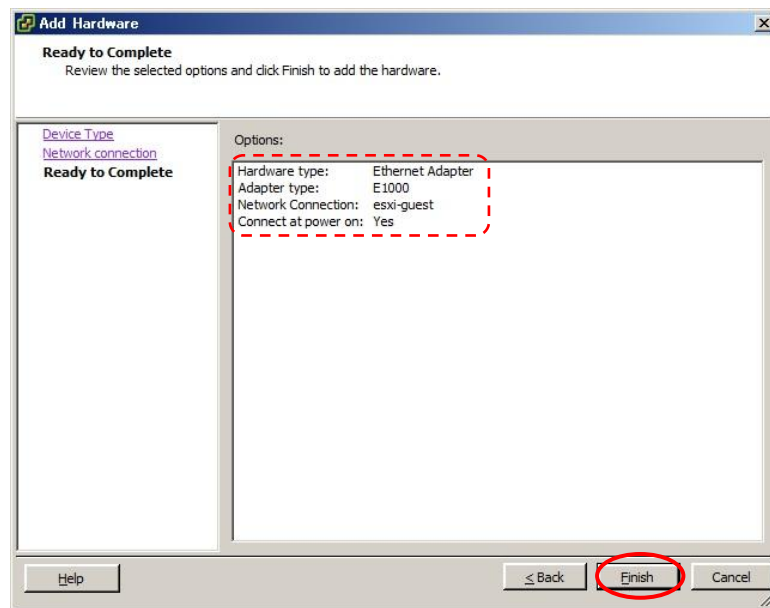 Add Hardware
Ready to Complete
Review the selected options and click Finish to add the hardware.
Device Type
Network connection
Ready to Complete
Options:
Hardware type: Ethernet Adapter
Adapter type: E1000
Network Connection: esxi-guest
Connect at power on: Yes
Help
< Back
Finish
Cancel